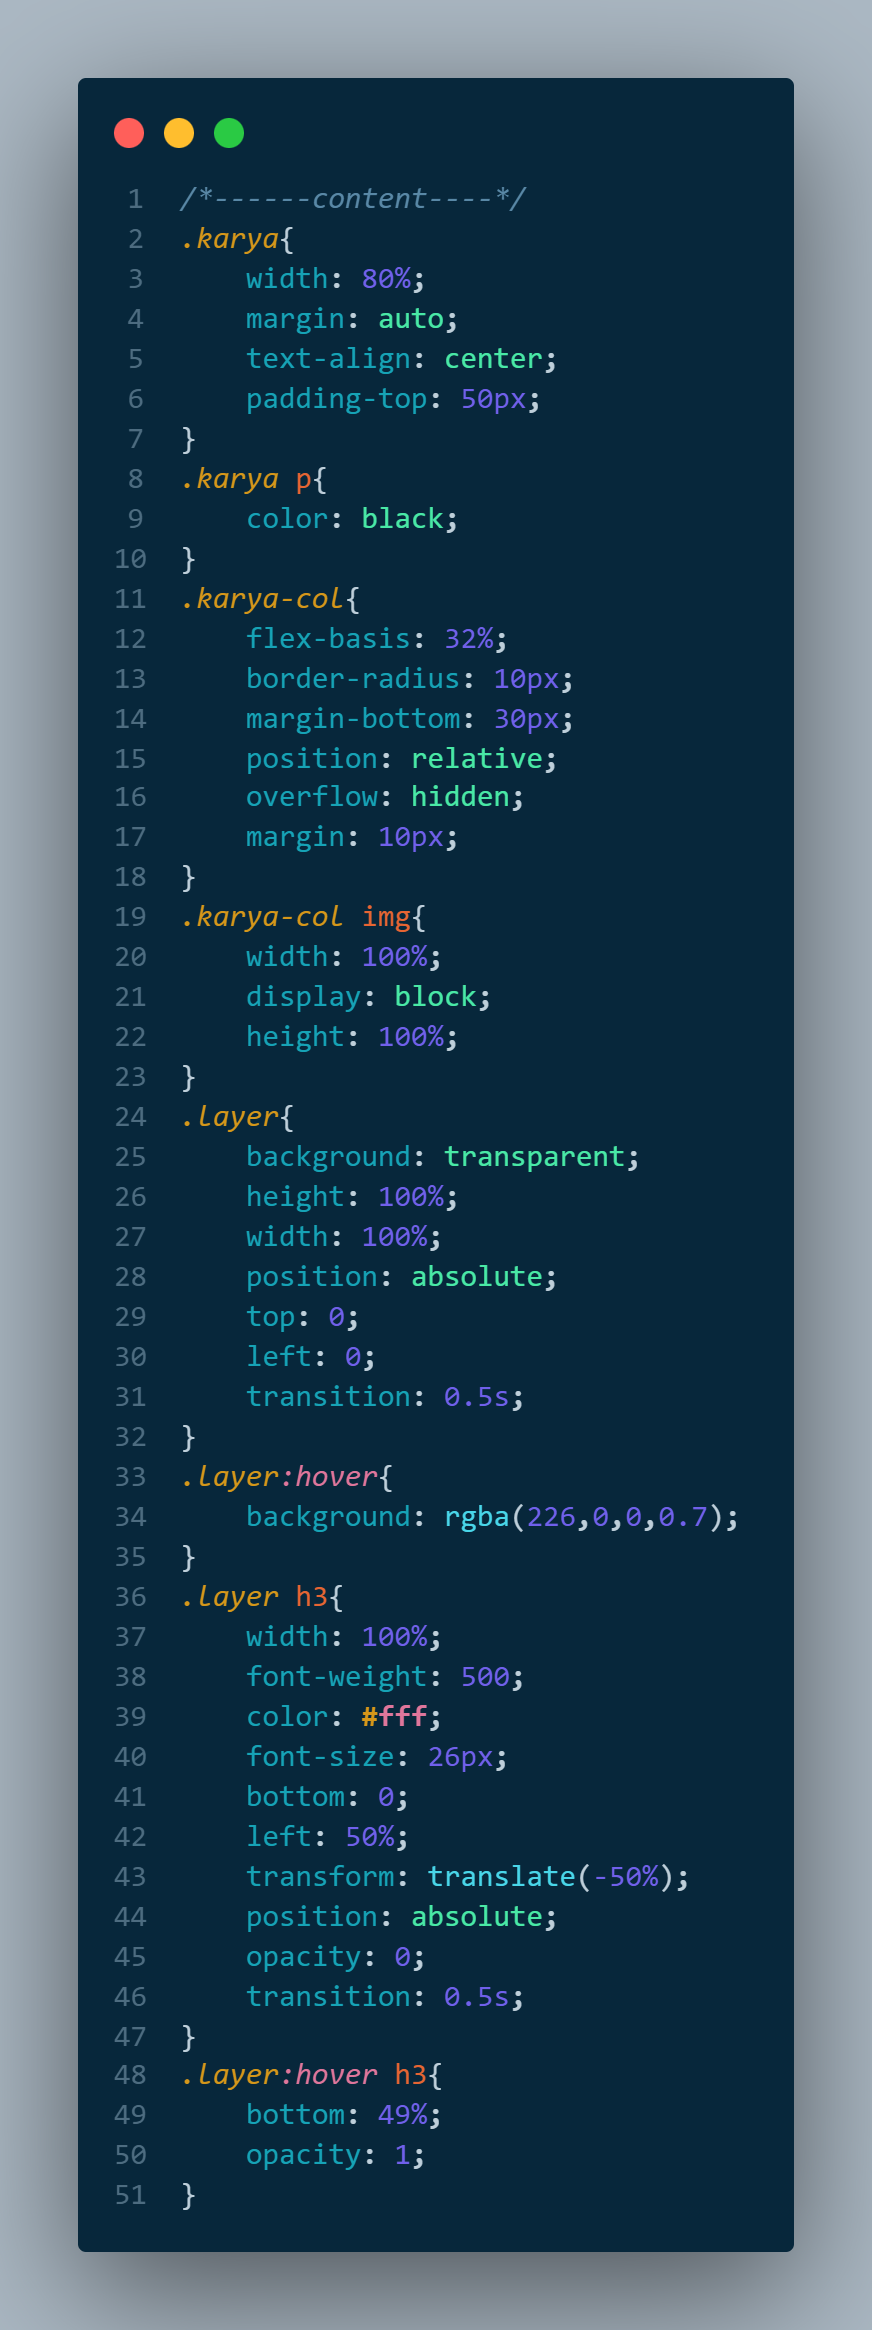 1 /*------content----*/
2 .karya{
3     width: 80%;
4     margin: auto;
5     text-align: center;
6     padding-top: 50px;
7 }
8 .karya p{
9     color: black;
10 }
11 .karya-col{
12     flex-basis: 32%;
13     border-radius: 10px;
14     margin-bottom: 30px;
15     position: relative;
16     overflow: hidden;
17     margin: 10px;
18 }
19 .karya-col img{
20     width: 100%;
21     display: block;
22     height: 100%;
23 }
24 .layer{
25     background: transparent;
26     height: 100%;
27     width: 100%;
28     position: absolute;
29     top: 0;
30     left: 0;
31     transition: 0.5s;
32 }
33 .layer:hover{
34     background: rgba(226,0,0,0.7);
35 }
36 .layer h3{
37     width: 100%;
38     font-weight: 500;
39     color: #fff;
40     font-size: 26px;
41     bottom: 0;
42     left: 50%;
43     transform: translate(-50%);
44     position: absolute;
45     opacity: 0;
46     transition: 0.5s;
47 }
48 .layer:hover h3{
49     bottom: 49%;
50     opacity: 1;
51 }